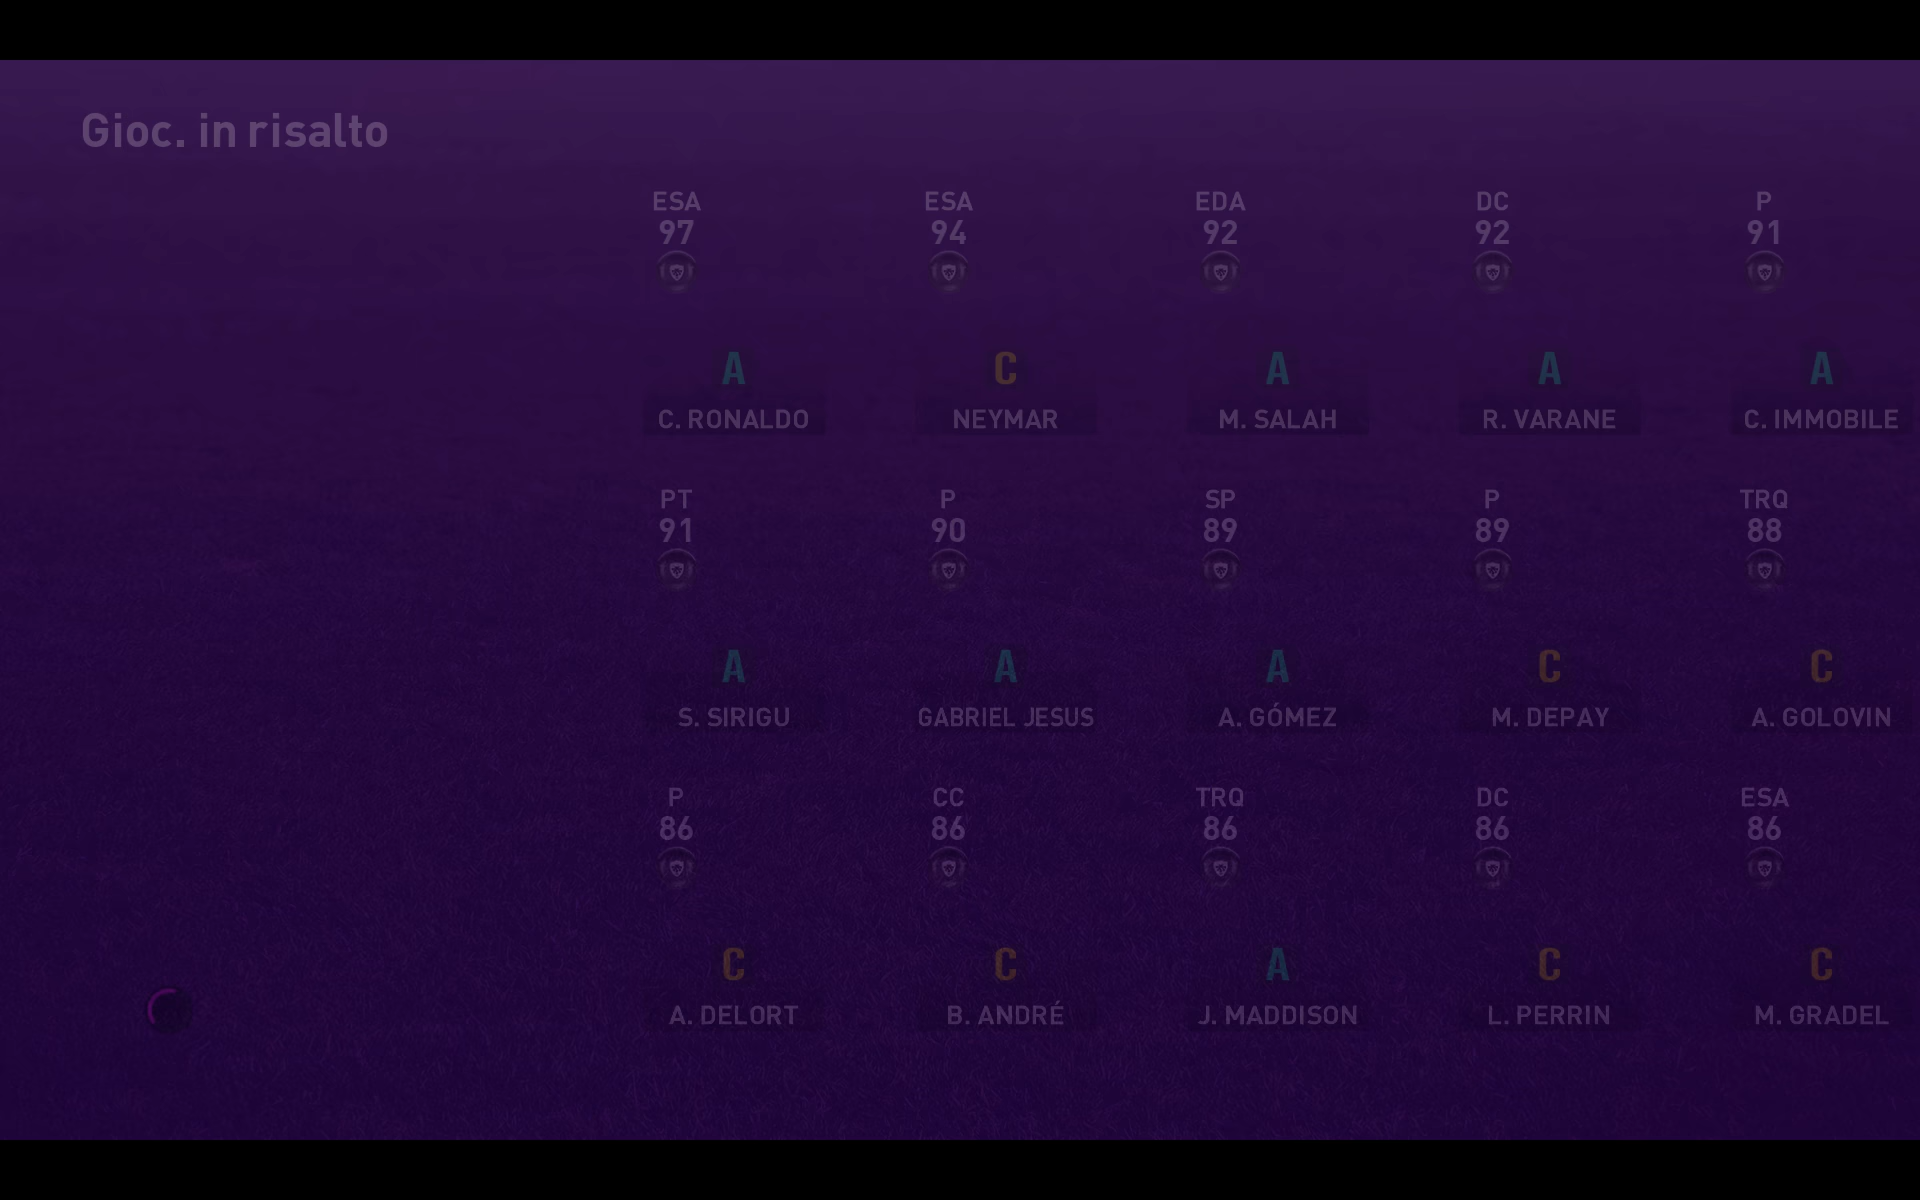 Gioc. in risalto
ESA ESA EDA DC P
97 94 92 92 91
A C A A A
C. RONALDO NEYMAR M. SALAH R. VARANE C. IMMOBILE
PT P SP P TRQ
91 90 89 89 88
A A A C C
S. SIRIGU GABRIEL JESUS A. GÓMEZ M. DEPAY A. GOLOVIN
P CC TRQ DC ESA
86 86 86 86 86
C C A C C
A. DELORT B. ANDRÉ J. MADDISON L. PERRIN M. GRADEL